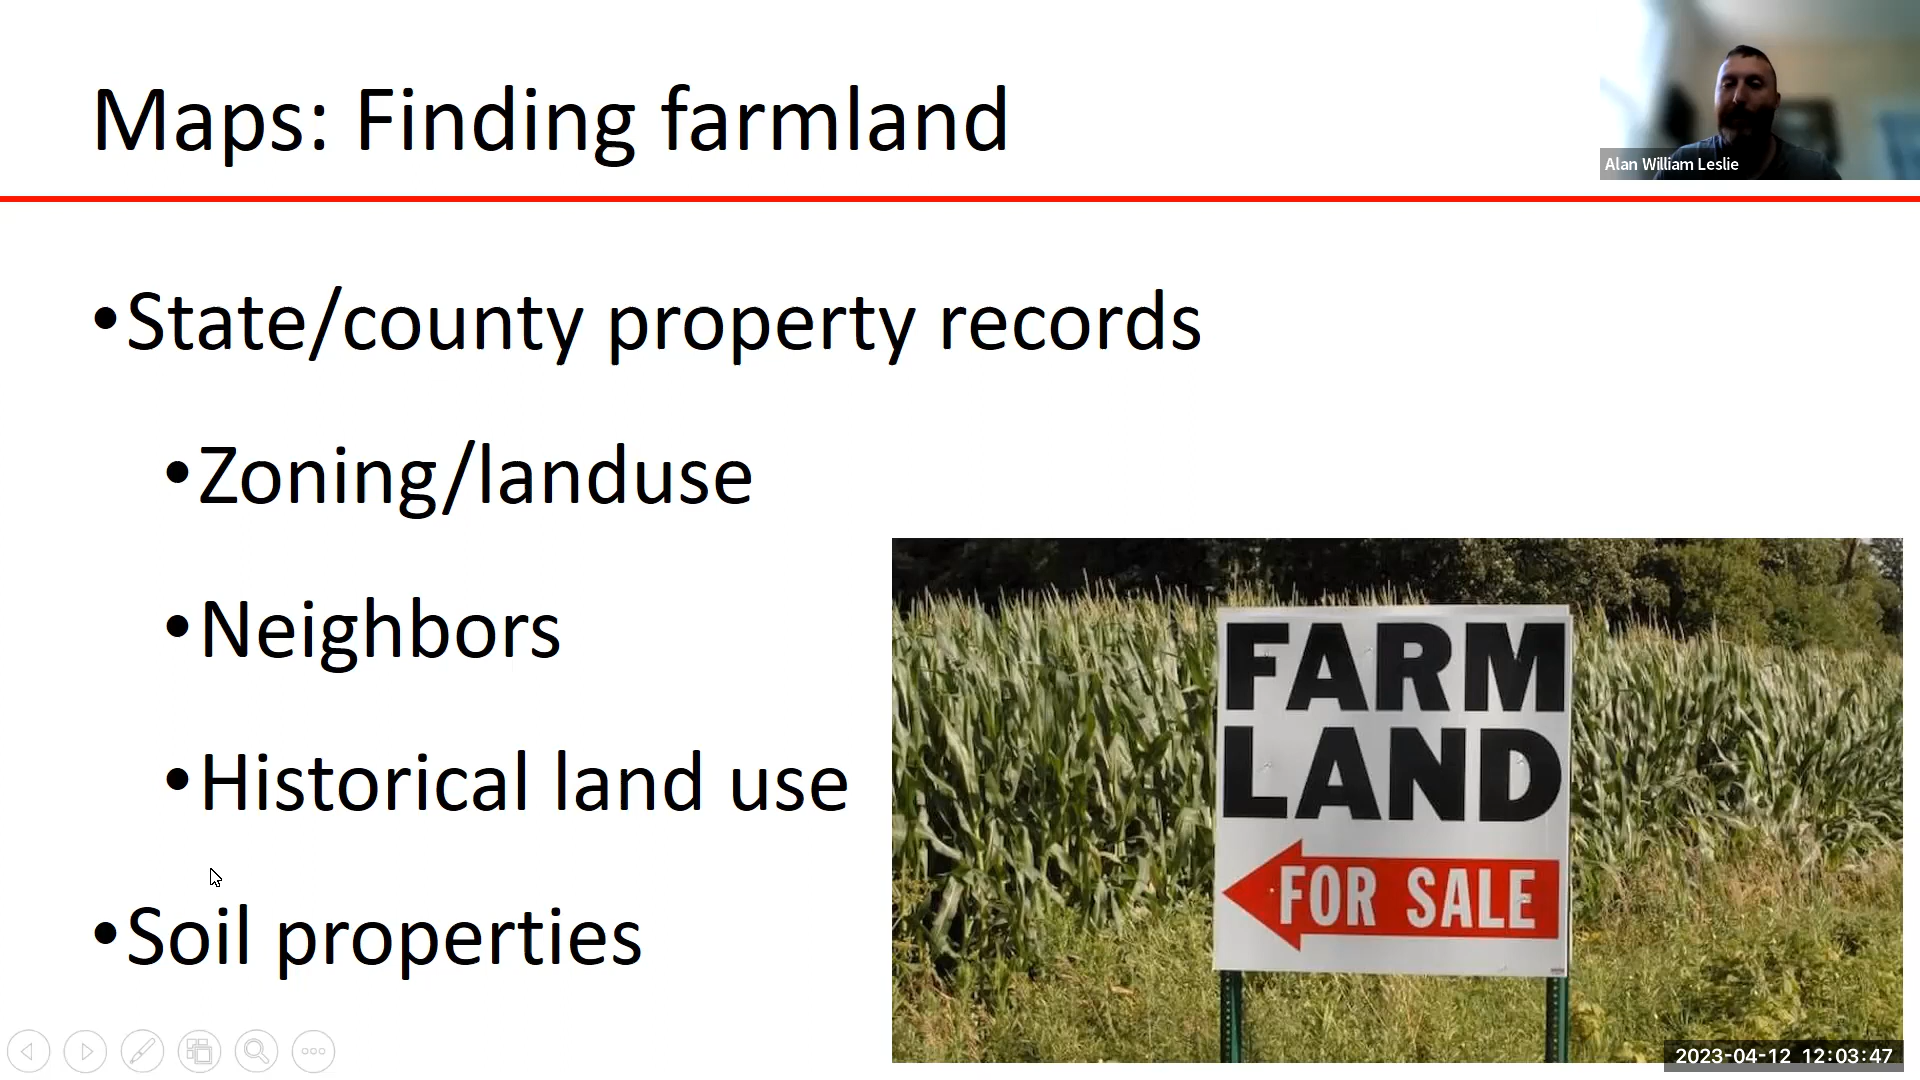 Maps: Finding farmland
Alan William Leslie
•State/county property records
•Zoning/landuse
•Neighbors
•Historical land use
•Soil properties
FARM
LAND
FOR SALE
2023-04-12 12:03:47